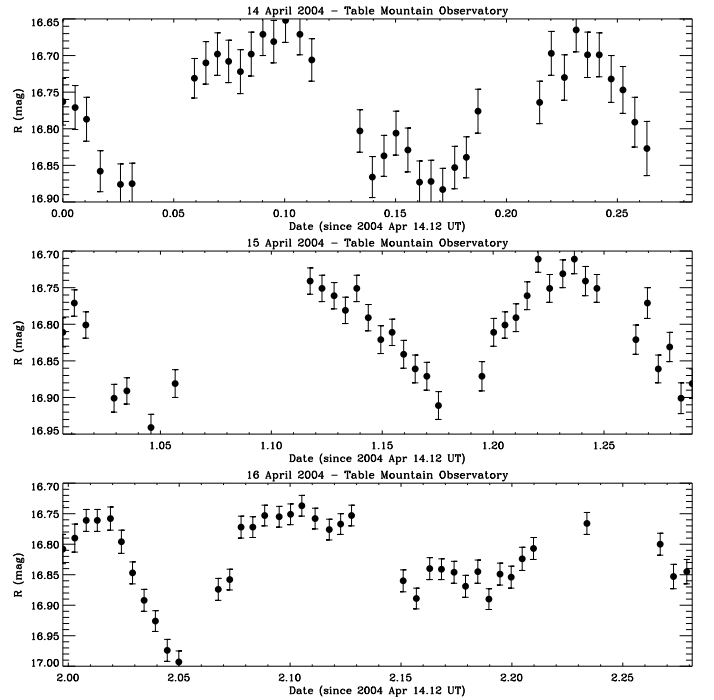 14 April 2004 – Table Mountain Observatory
16.65
16.70
16.75
16.80
16.85
16.90
R (mag)
0.00 0.05 0.10 0.15 0.20 0.25
Date (since 2004 Apr 14.12 UT)
15 April 2004 – Table Mountain Observatory
16.70
16.75
16.80
16.85
16.90
16.95
R (mag)
1.05 1.10 1.15 1.20 1.25
Date (since 2004 Apr 14.12 UT)
16 April 2004 – Table Mountain Observatory
16.70
16.75
16.80
16.85
16.90
16.95
17.00
R (mag)
2.00 2.05 2.10 2.15 2.20 2.25
Date (since 2004 Apr 14.12 UT)